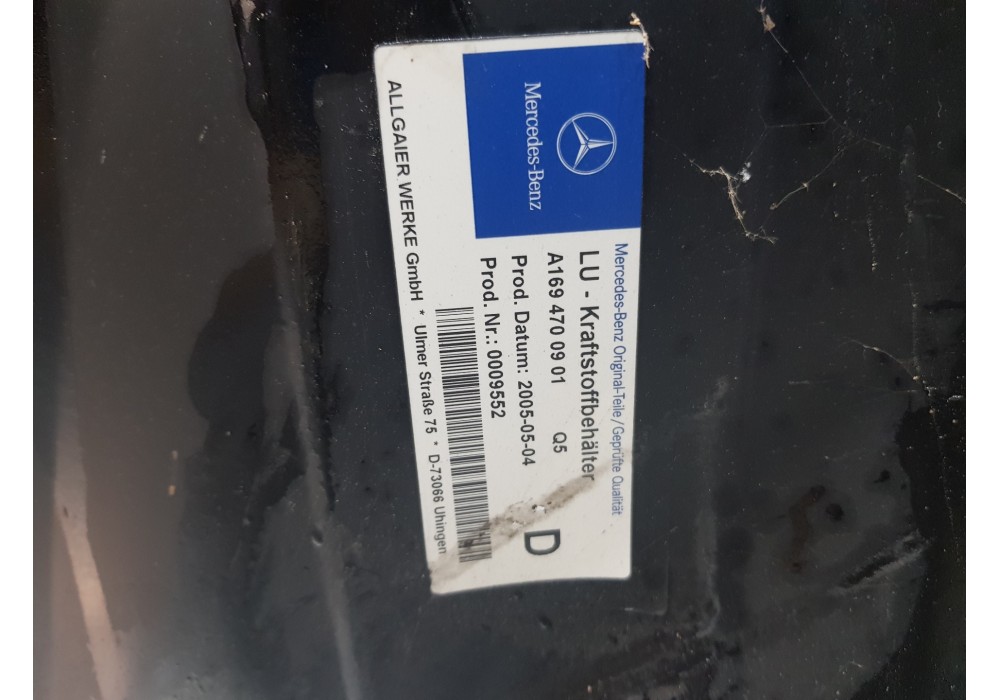 Mercedes-Benz
Mercedes-Benz Original-Teile / Geprüfte Qualität
LU - Kraftstoffbehälter
A169 470 09 01 Q5
D
Prod. Datum: 2005-05-04
Prod. Nr.: 0009552
ALLGAIER WERKE GmbH * Ulmer Straße 75 * D-73066 Uhingen